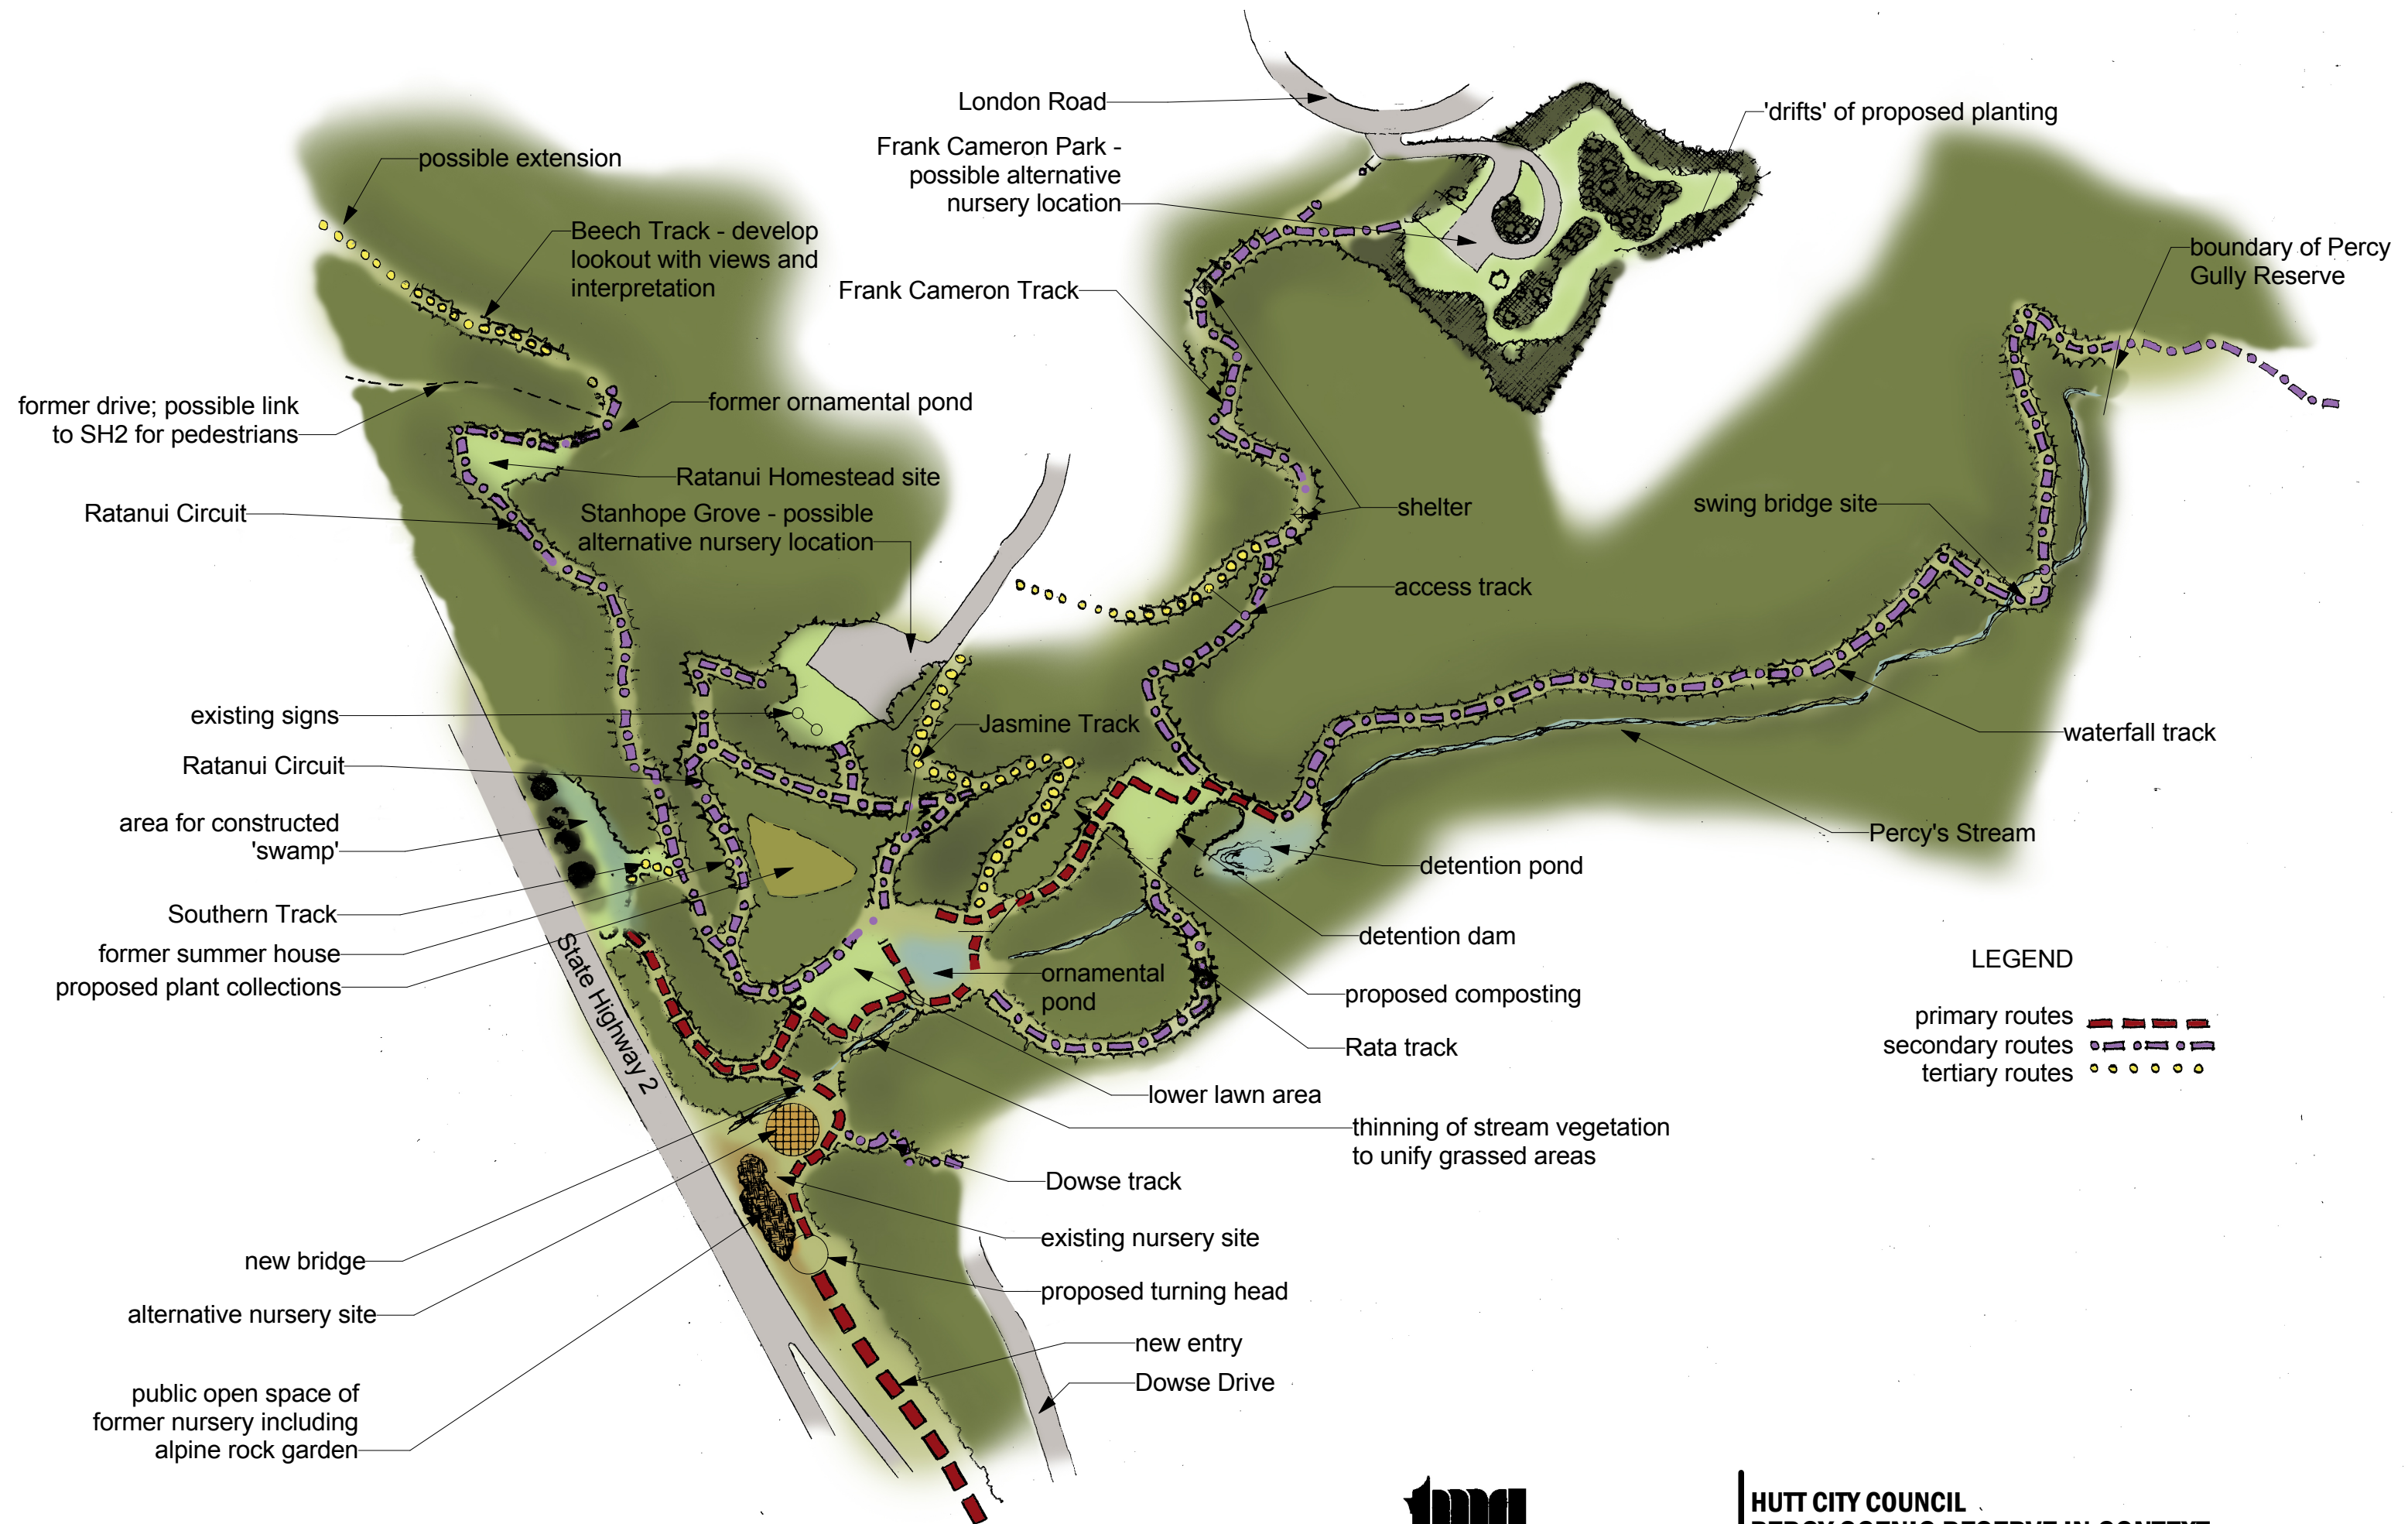 London Road
'drifts' of proposed planting
Frank Cameron Park -
possible alternative
nursery location
possible extension
Beech Track - develop
lookout with views and
interpretation
boundary of Percy
Gully Reserve
Frank Cameron Track
former drive; possible link
to SH2 for pedestrians
former ornamental pond
Ratanui Homestead site
Ratanui Circuit
Stanhope Grove - possible
alternative nursery location
shelter
swing bridge site
access track
existing signs
Jasmine Track
waterfall track
Ratanui Circuit
area for constructed
'swamp'
Percy's Stream
detention pond
Southern Track
detention dam
former summer house
proposed plant collections
State Highway 2
ornamental
pond
proposed composting
LEGEND
primary routes
secondary routes
tertiary routes
Rata track
lower lawn area
thinning of stream vegetation
to unify grassed areas
Dowse track
existing nursery site
new bridge
proposed turning head
alternative nursery site
new entry
Dowse Drive
public open space of
former nursery including
alpine rock garden
HUTT CITY COUNCIL
PERCY SCENIC RESERVE IN CONTEXT